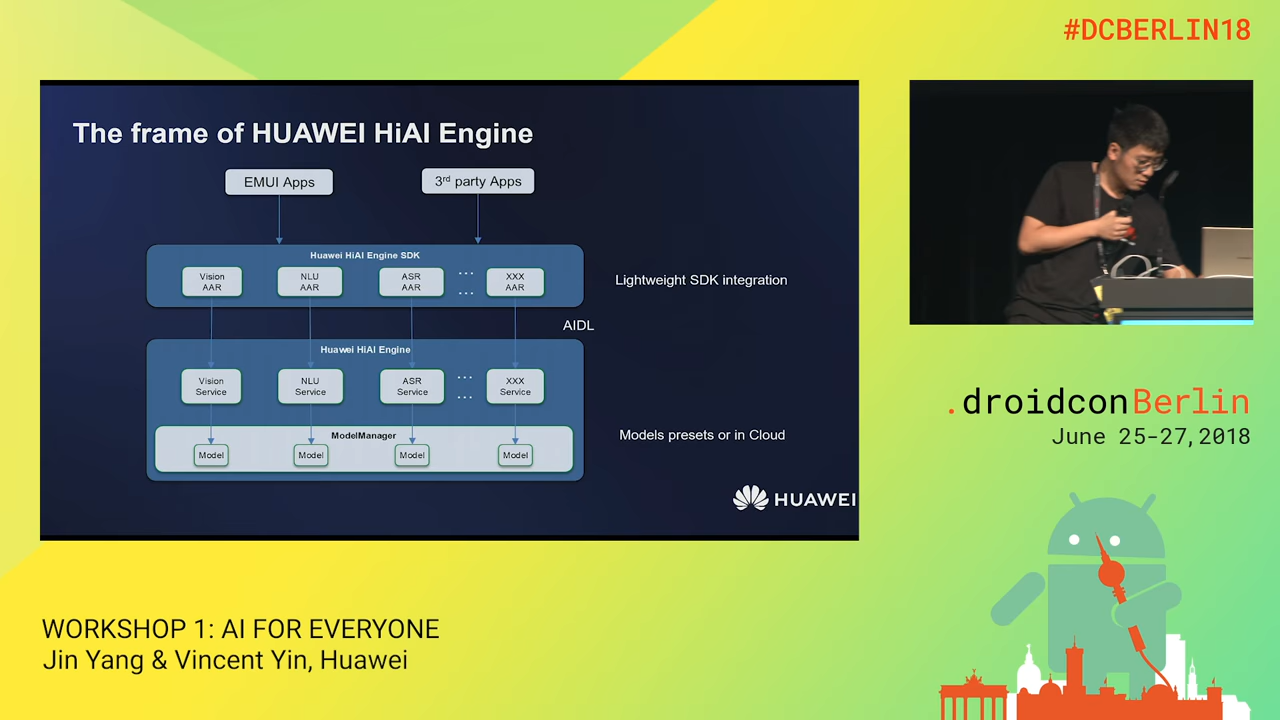 #DCBERLIN18
The frame of HUAWEI HiAI Engine
EMUI Apps
3rd party Apps
Huawei HiAI Engine SDK
Vision
AAR
NLU
AAR
ASR
AAR
...
...
XXX
AAR
Lightweight SDK integration
AIDL
Huawei HiAI Engine
Vision
Service
NLU
Service
ASR
Service
...
...
XXX
Service
ModelManager
Model
Model
Model
Model
Models presets or in Cloud
HUAWEI
.droidconBerlin
June 25-27, 2018
WORKSHOP 1: AI FOR EVERYONE
Jin Yang & Vincent Yin, Huawei